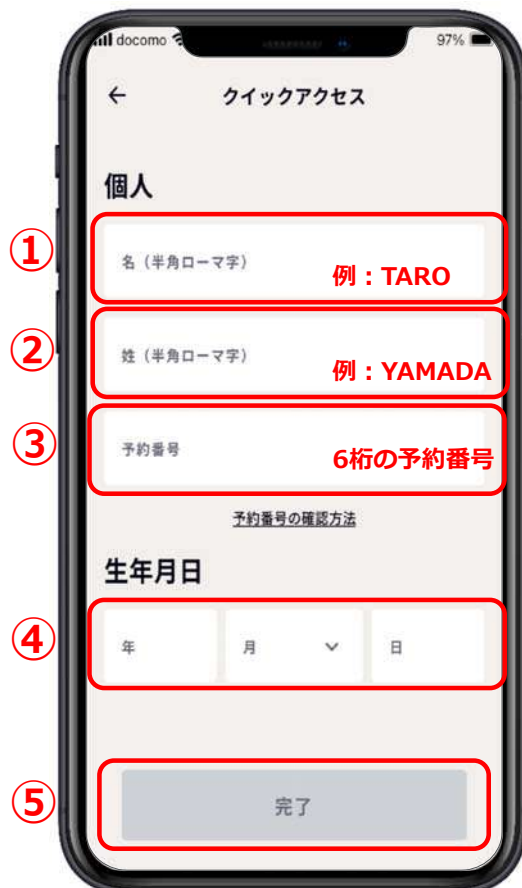 docomo 97%
← クイックアクセス
個人
① 名（半角ローマ字） 例：TARO
② 姓（半角ローマ字） 例：YAMADA
③ 予約番号 6桁の予約番号
予約番号の確認方法
生年月日
④ 年 月 日
⑤ 完了